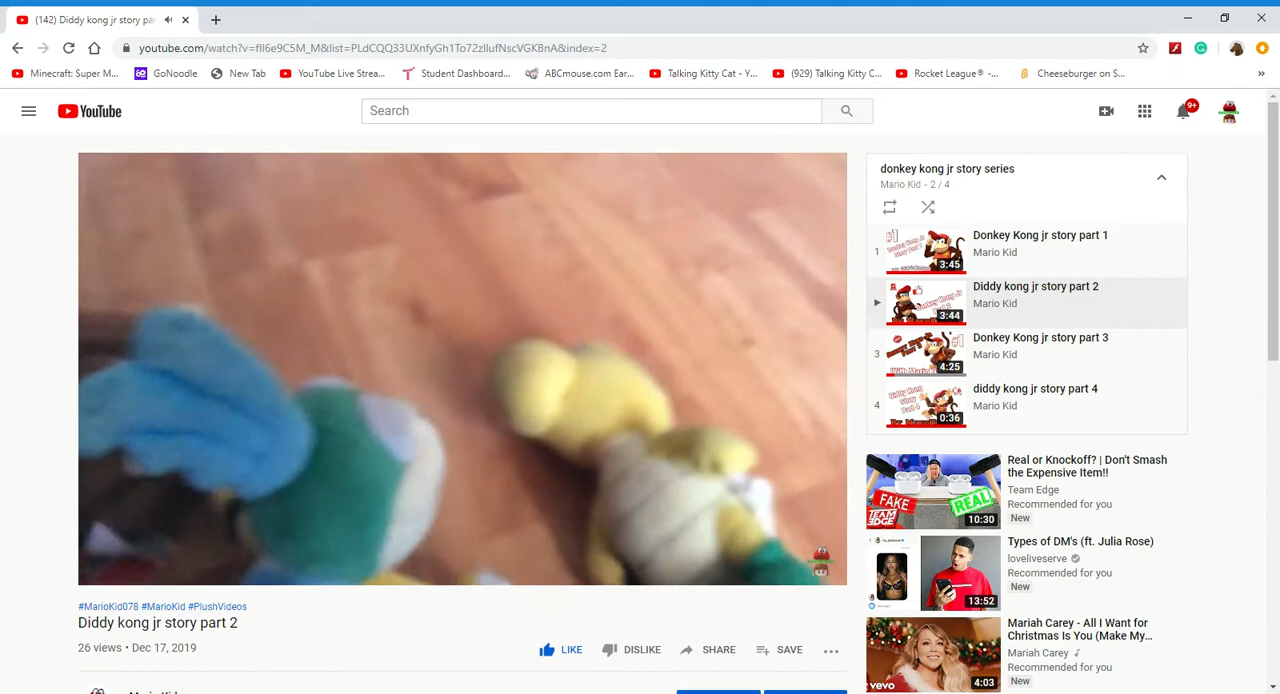 (142) Diddy kong jr story pa
youtube.com/watch?v=fIl6e9C5M_M&list=PLdCQQ33UXnfyGh1To72zIlufNscVGKBnA&index=2
Minecraft: Super M...
GoNoodle
New Tab
YouTube Live Strea...
Student Dashboard...
ABCmouse.com Ear...
Talking Kitty Cat - Y...
(929) Talking Kitty C...
Rocket League® -...
Cheeseburger on S...
»
YouTube
Search
9+
donkey kong jr story series
Mario Kid - 2 / 4
1
3:45
Donkey Kong jr story part 1
Mario Kid
3:44
Diddy kong jr story part 2
Mario Kid
3
4:25
Donkey Kong jr story part 3
Mario Kid
4
0:36
diddy kong jr story part 4
Mario Kid
FAKE
REAL
TEAM EDGE
10:30
Real or Knockoff? | Don't Smash
the Expensive Item!!
Team Edge
Recommended for you
New
13:52
Types of DM's (ft. Julia Rose)
loveliveserve
Recommended for you
New
vevo
4:03
Mariah Carey - All I Want for
Christmas Is You (Make My...
Mariah Carey
Recommended for you
New
#MarioKid078 #MarioKid #PlushVideos
Diddy kong jr story part 2
26 views • Dec 17, 2019
LIKE
DISLIKE
SHARE
SAVE
Mario Kid